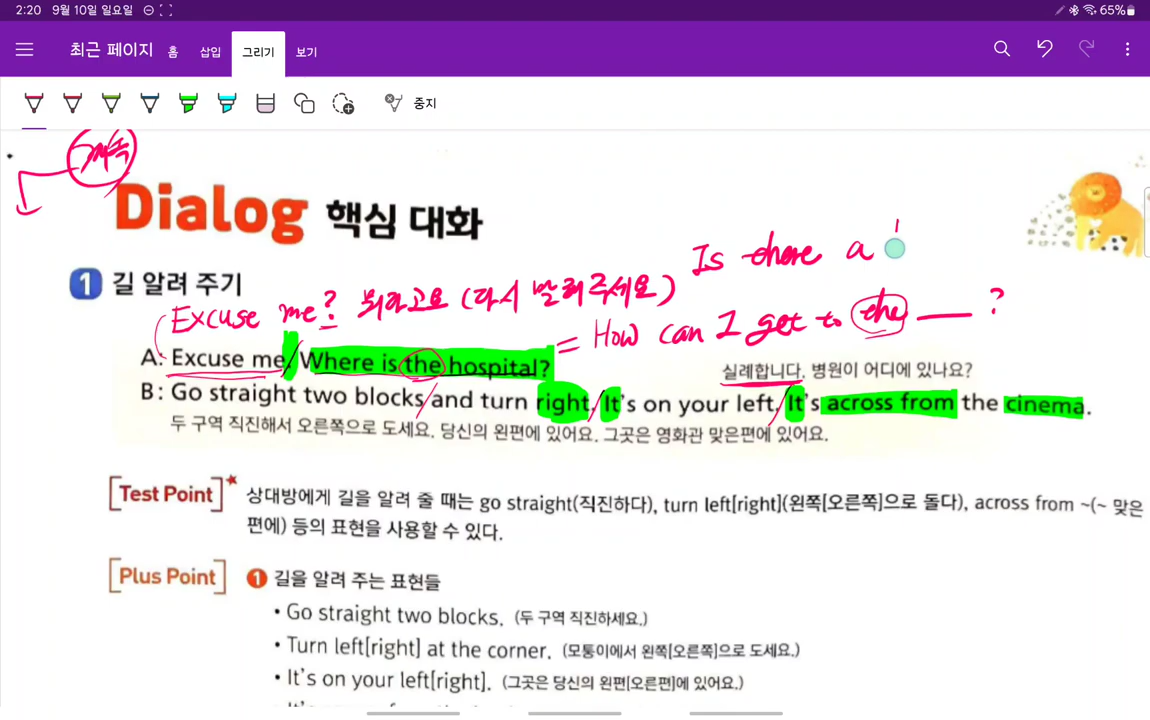 2:20 9월 10일 일요일 65%
최근 페이지 홈 삽입 그리기 보기
중지
Dialog 핵심 대화
Is there a
1 길 알려 주기
Excuse me? 뭐라고요 (다시 말해주세요)
= How can I get to the ___ ?
A: Excuse me. Where is the hospital?
실례합니다. 병원이 어디에 있나요?
B: Go straight two blocks and turn right. It's on your left. It's across from the cinema.
두 구역 직진해서 오른쪽으로 도세요. 당신의 왼편에 있어요. 그곳은 영화관 맞은편에 있어요.
[Test Point]★ 상대방에게 길을 알려 줄 때는 go straight(직진하다), turn left[right](왼쪽[오른쪽]으로 돌다), across from ~(~ 맞은
편에) 등의 표현을 사용할 수 있다.
[Plus Point] 1 길을 알려 주는 표현들
• Go straight two blocks. (두 구역 직진하세요.)
• Turn left[right] at the corner. (모퉁이에서 왼쪽[오른쪽]으로 도세요.)
• It's on your left[right]. (그곳은 당신의 왼편[오른편]에 있어요.)